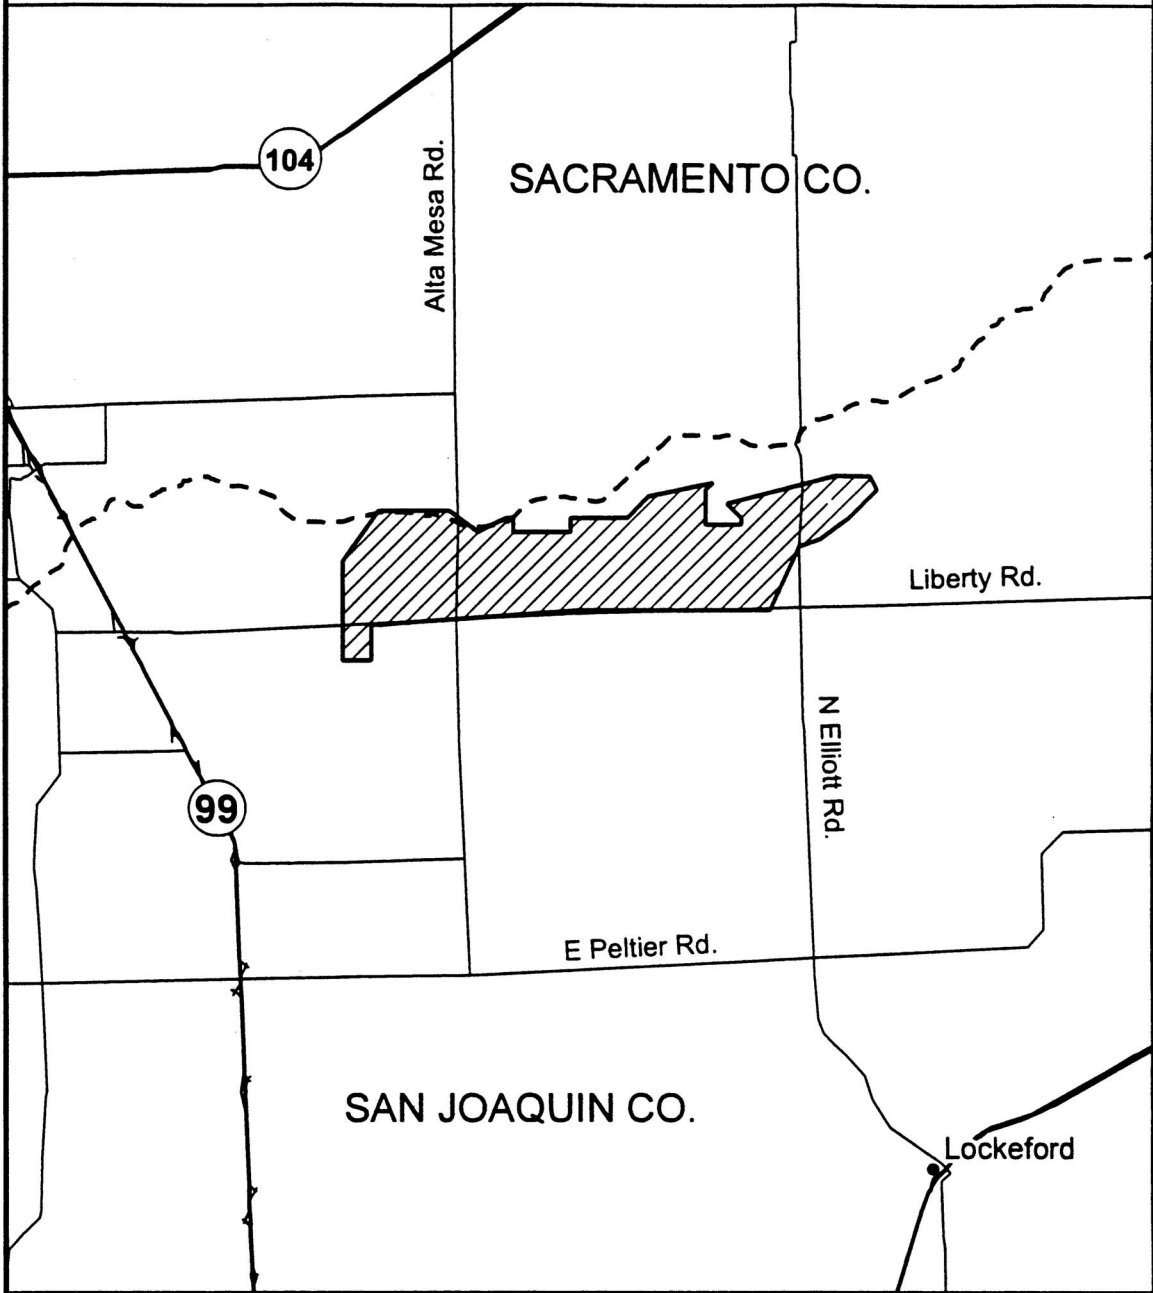 104
Alta Mesa Rd.
SACRAMENTO CO.
Liberty Rd.
N Elliott Rd.
99
E Peltier Rd.
SAN JOAQUIN CO.
Lockeford